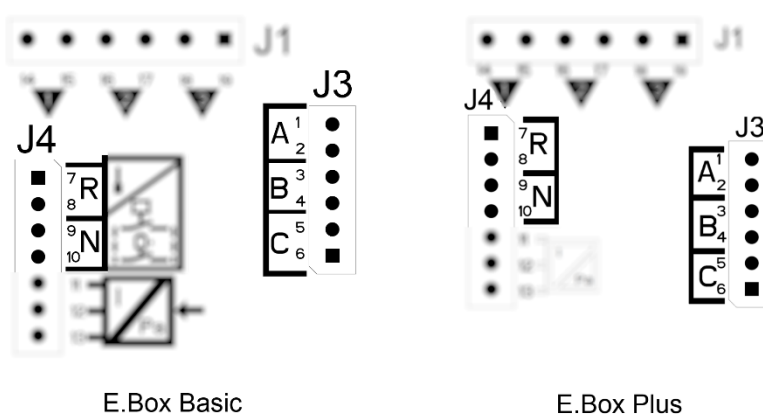 J1
J3
J4
A 1 2
B 3 4
C 5 6
7 R 8
9 N 10
E.Box Basic
J1
J4
J3
7 R 8
9 N 10
A 1 2
B 3 4
C 5 6
E.Box Plus